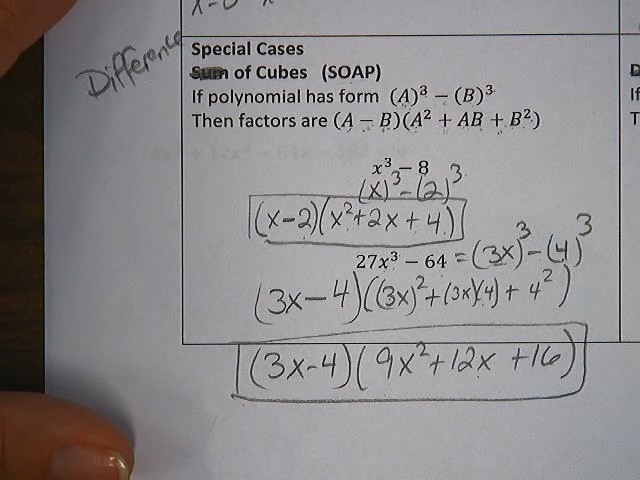 Difference
Special Cases
Sum of Cubes (SOAP)
If polynomial has form (A)³ − (B)³
Then factors are (A − B)(A² + AB + B²)
x³ − 8
(x)³ − (2)³
(x−2)(x²+2x+4)
27x³ − 64 = (3x)³ − (4)³
(3x−4)((3x)²+(3x)(4)+4²)
(3x-4)(9x²+12x+16)
If
T